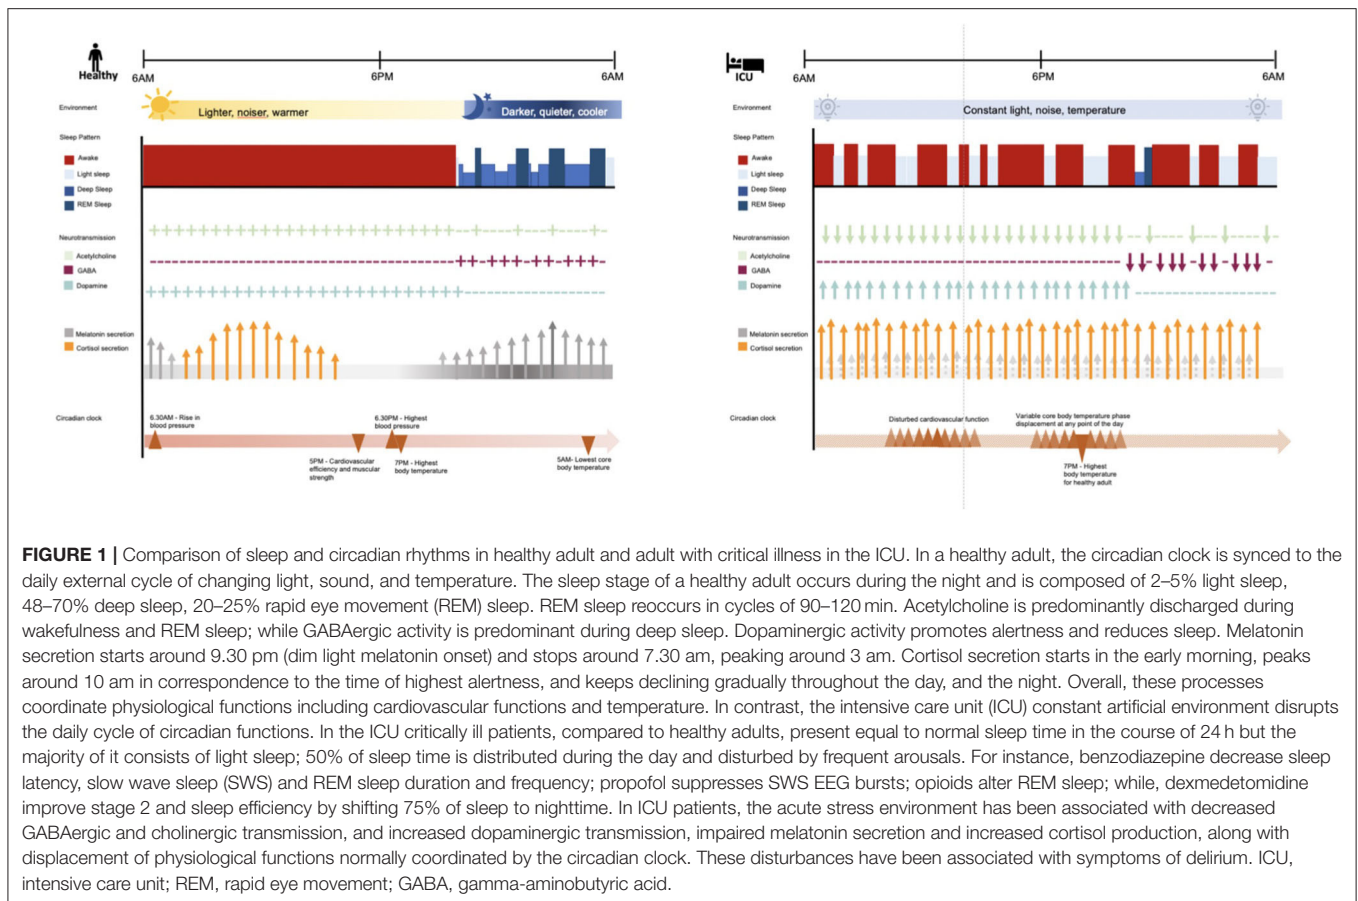 Healthy
6AM
6PM
6AM
Environment
Lighter, noiser, warmer
Darker, quieter, cooler
Sleep Pattern
Awake
Light sleep
Deep Sleep
REM Sleep
Neurotransmission
Acetylcholine
GABA
Dopamine
Melatonin secretion
Cortisol secretion
Circadian clock
6.30AM - Rise in
blood pressure
6.30PM - Highest
blood pressure
5PM - Cardiovascular
efficiency and muscular
strength
7PM - Highest
body temperature
5AM- Lowest core
body temperature
ICU
6AM
6PM
6AM
Environment
Constant light, noise, temperature
Sleep Pattern
Awake
Light sleep
Deep Sleep
REM Sleep
Neurotransmission
Acetylcholine
GABA
Dopamine
Melatonin secretion
Cortisol secretion
Circadian clock
Disturbed cardiovascular function
Variable core body temperature phase
displacement at any point of the day
7PM - Highest
body temperature
for healthy adult
FIGURE 1 | Comparison of sleep and circadian rhythms in healthy adult and adult with critical illness in the ICU. In a healthy adult, the circadian clock is synced to the
daily external cycle of changing light, sound, and temperature. The sleep stage of a healthy adult occurs during the night and is composed of 2–5% light sleep,
48–70% deep sleep, 20–25% rapid eye movement (REM) sleep. REM sleep reoccurs in cycles of 90–120 min. Acetylcholine is predominantly discharged during
wakefulness and REM sleep; while GABAergic activity is predominant during deep sleep. Dopaminergic activity promotes alertness and reduces sleep. Melatonin
secretion starts around 9.30 pm (dim light melatonin onset) and stops around 7.30 am, peaking around 3 am. Cortisol secretion starts in the early morning, peaks
around 10 am in correspondence to the time of highest alertness, and keeps declining gradually throughout the day, and the night. Overall, these processes
coordinate physiological functions including cardiovascular functions and temperature. In contrast, the intensive care unit (ICU) constant artificial environment disrupts
the daily cycle of circadian functions. In the ICU critically ill patients, compared to healthy adults, present equal to normal sleep time in the course of 24 h but the
majority of it consists of light sleep; 50% of sleep time is distributed during the day and disturbed by frequent arousals. For instance, benzodiazepine decrease sleep
latency, slow wave sleep (SWS) and REM sleep duration and frequency; propofol suppresses SWS EEG bursts; opioids alter REM sleep; while, dexmedetomidine
improve stage 2 and sleep efficiency by shifting 75% of sleep to nighttime. In ICU patients, the acute stress environment has been associated with decreased
GABAergic and cholinergic transmission, and increased dopaminergic transmission, impaired melatonin secretion and increased cortisol production, along with
displacement of physiological functions normally coordinated by the circadian clock. These disturbances have been associated with symptoms of delirium. ICU,
intensive care unit; REM, rapid eye movement; GABA, gamma-aminobutyric acid.